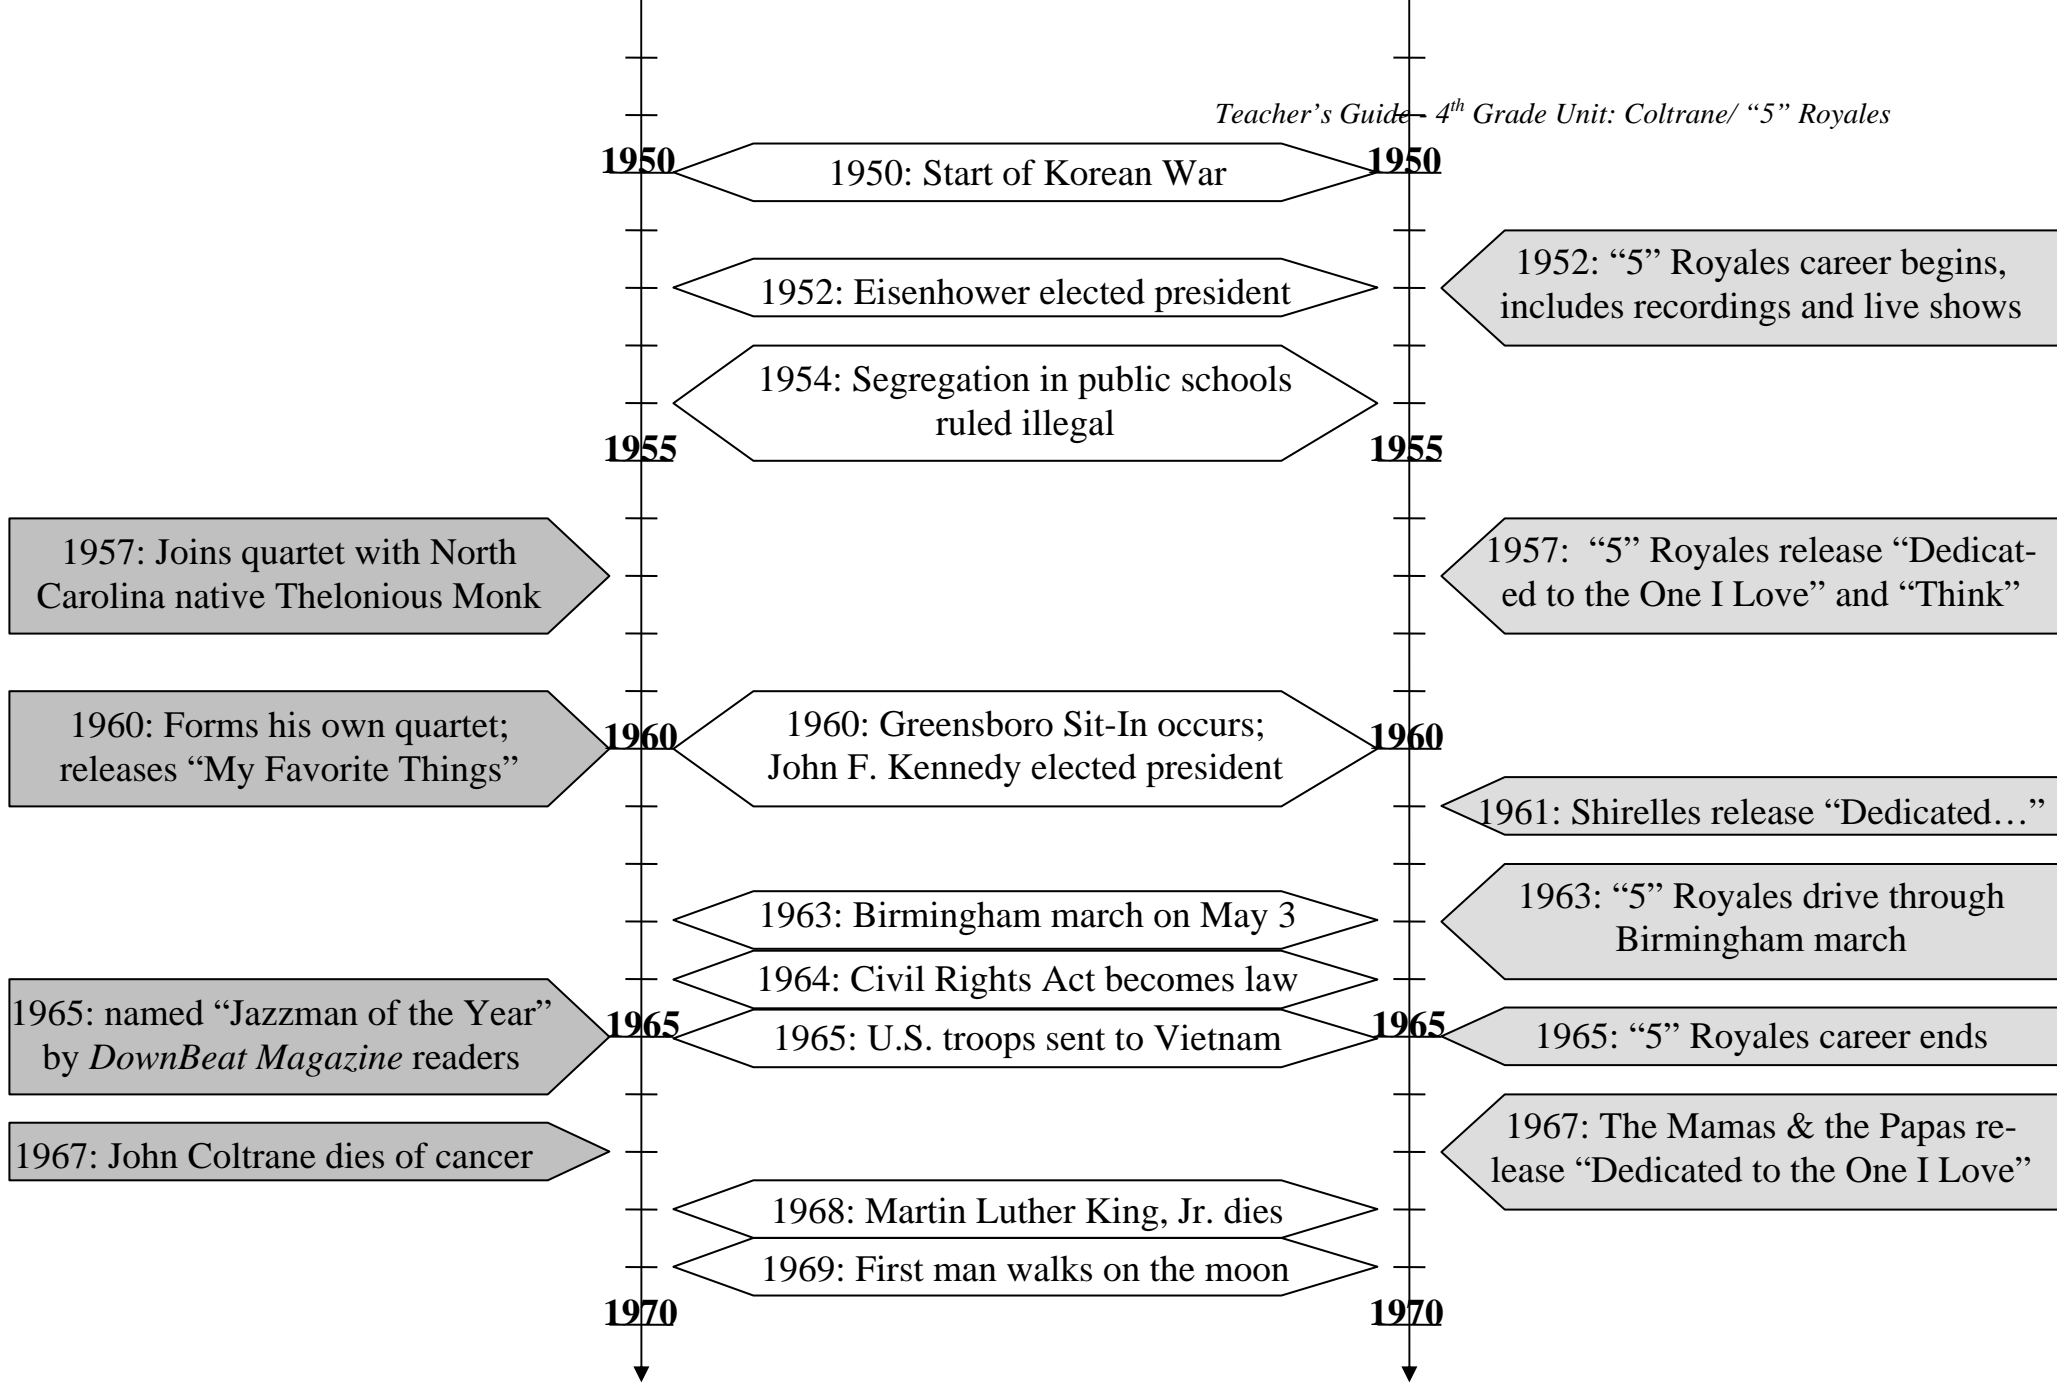 Teacher’s Guide - 4th Grade Unit: Coltrane/ “5” Royales
1950
1950: Start of Korean War
1950
1952: Eisenhower elected president
1952: “5” Royales career begins,
includes recordings and live shows
1954: Segregation in public schools
ruled illegal
1955
1955
1957: Joins quartet with North
Carolina native Thelonious Monk
1957:  “5” Royales release “Dedicat-
ed to the One I Love” and “Think”
1960: Forms his own quartet;
releases “My Favorite Things”
1960
1960: Greensboro Sit-In occurs;
John F. Kennedy elected president
1960
1961: Shirelles release “Dedicated…”
1963: Birmingham march on May 3
1963: “5” Royales drive through
Birmingham march
1964: Civil Rights Act becomes law
1965: named “Jazzman of the Year”
by DownBeat Magazine readers
1965
1965: U.S. troops sent to Vietnam
1965
1965: “5” Royales career ends
1967: John Coltrane dies of cancer
1967: The Mamas & the Papas re-
lease “Dedicated to the One I Love”
1968: Martin Luther King, Jr. dies
1969: First man walks on the moon
1970
1970